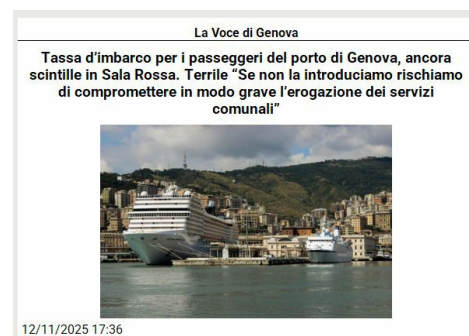 La Voce di Genova
Tassa d’imbarco per i passeggeri del porto di Genova, ancora
scintille in Sala Rossa. Terrile “Se non la introduciamo rischiamo
di compromettere in modo grave l’erogazione dei servizi
comunali”
12/11/2025 17:36